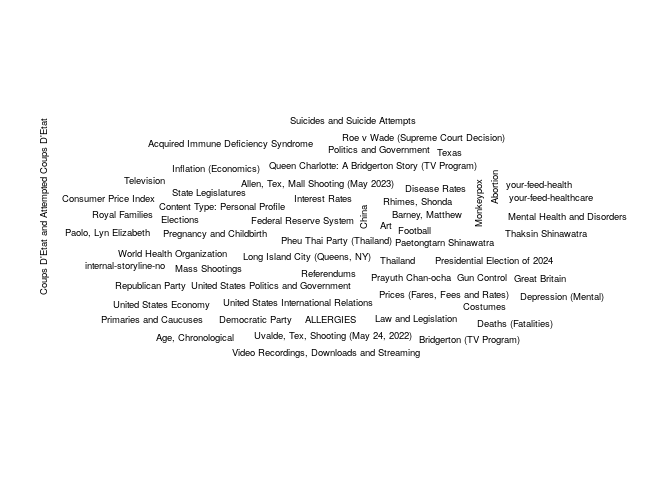 Suicides and Suicide Attempts
Coups D'Etat and Attempted Coups D'Etat
Roe v Wade (Supreme Court Decision)
Acquired Immune Deficiency Syndrome
Politics and Government
Texas
Queen Charlotte: A Bridgerton Story (TV Program)
Inflation (Economics)
Abortion
Television
Allen, Tex, Mall Shooting (May 2023)
your-feed-health
Disease Rates
State Legislatures
Monkeypox
Consumer Price Index
Interest Rates
your-feed-healthcare
Rhimes, Shonda
Content Type: Personal Profile
Royal Families
China
Barney, Matthew
Mental Health and Disorders
Elections
Federal Reserve System
Art
Football
Paolo, Lyn Elizabeth
Pregnancy and Childbirth
Thaksin Shinawatra
Pheu Thai Party (Thailand)
Paetongtarn Shinawatra
World Health Organization
Long Island City (Queens, NY)
Thailand
Presidential Election of 2024
internal-storyline-no
Mass Shootings
Referendums
Prayuth Chan-ocha
Gun Control
Great Britain
Republican Party
United States Politics and Government
Prices (Fares, Fees and Rates)
Depression (Mental)
United States Economy
United States International Relations
Costumes
Primaries and Caucuses
Democratic Party
ALLERGIES
Law and Legislation
Deaths (Fatalities)
Age, Chronological
Uvalde, Tex, Shooting (May 24, 2022)
Bridgerton (TV Program)
Video Recordings, Downloads and Streaming